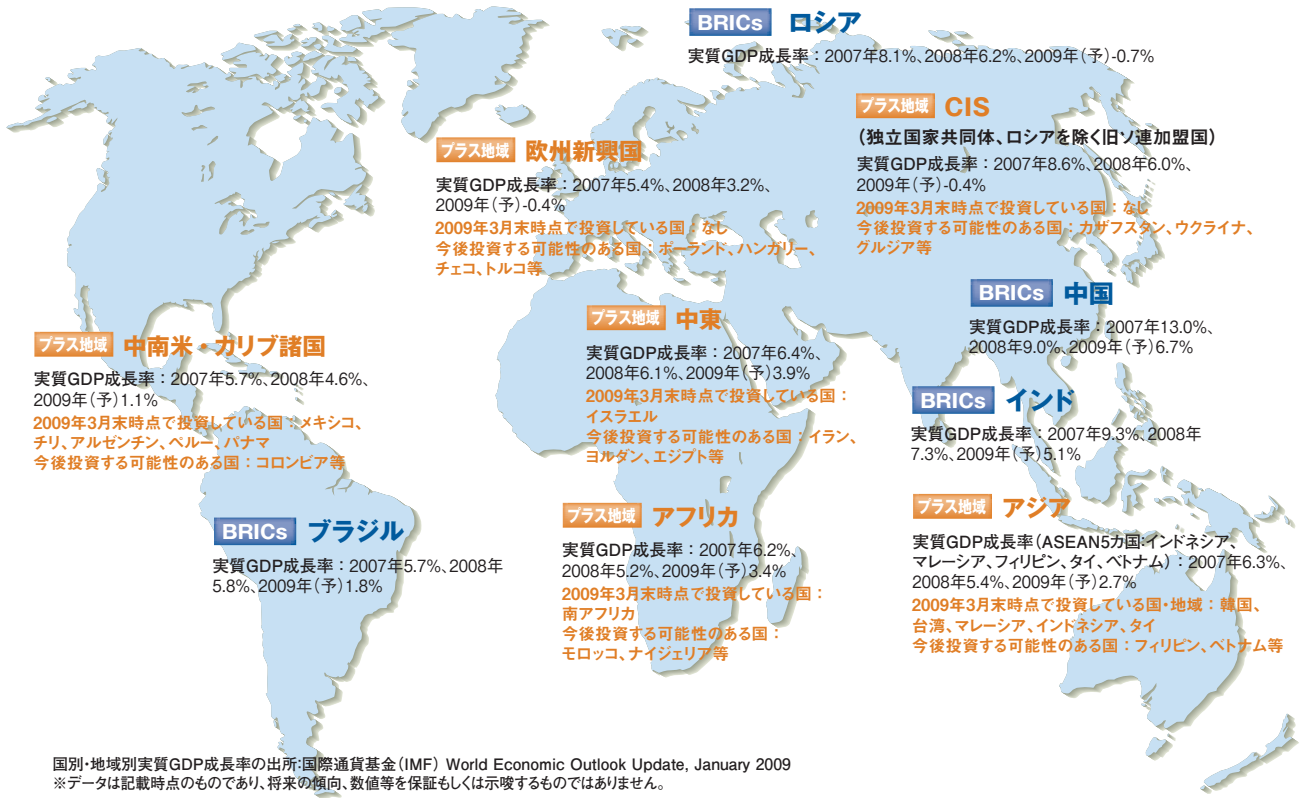 BRICs ロシア
実質GDP成長率：2007年8.1%、2008年6.2%、2009年(予)-0.7%
プラス地域 CIS
(独立国家共同体、ロシアを除く旧ソ連加盟国)
実質GDP成長率：2007年8.6%、2008年6.0%、
2009年(予)-0.4%
2009年3月末時点で投資している国：なし
今後投資する可能性のある国：カザフスタン、ウクライナ、
グルジア等
プラス地域 欧州新興国
実質GDP成長率：2007年5.4%、2008年3.2%、
2009年(予)-0.4%
2009年3月末時点で投資している国：なし
今後投資する可能性のある国：ポーランド、ハンガリー、
チェコ、トルコ等
BRICs 中国
実質GDP成長率：2007年13.0%、
2008年9.0%、2009年(予)6.7%
プラス地域 中東
実質GDP成長率：2007年6.4%、
2008年6.1%、2009年(予)3.9%
2009年3月末時点で投資している国：
イスラエル
今後投資する可能性のある国：イラン、
ヨルダン、エジプト等
プラス地域 中南米・カリブ諸国
実質GDP成長率：2007年5.7%、2008年4.6%、
2009年(予)1.1%
2009年3月末時点で投資している国：メキシコ、
チリ、アルゼンチン、ペルー、パナマ
今後投資する可能性のある国：コロンビア等
BRICs インド
実質GDP成長率：2007年9.3%、2008年
7.3%、2009年(予)5.1%
BRICs ブラジル
実質GDP成長率：2007年5.7%、2008年
5.8%、2009年(予)1.8%
プラス地域 アフリカ
実質GDP成長率：2007年6.2%、
2008年5.2%、2009年(予)3.4%
2009年3月末時点で投資している国：
南アフリカ
今後投資する可能性のある国：
モロッコ、ナイジェリア等
プラス地域 アジア
実質GDP成長率(ASEAN5カ国:インドネシア、
マレーシア、フィリピン、タイ、ベトナム)：2007年6.3%、
2008年5.4%、2009年(予)2.7%
2009年3月末時点で投資している国・地域：韓国、
台湾、マレーシア、インドネシア、タイ
今後投資する可能性のある国：フィリピン、ベトナム等
国別・地域別実質GDP成長率の出所:国際通貨基金(IMF) World Economic Outlook Update, January 2009
※データは記載時点のものであり、将来の傾向、数値等を保証もしくは示唆するものではありません。